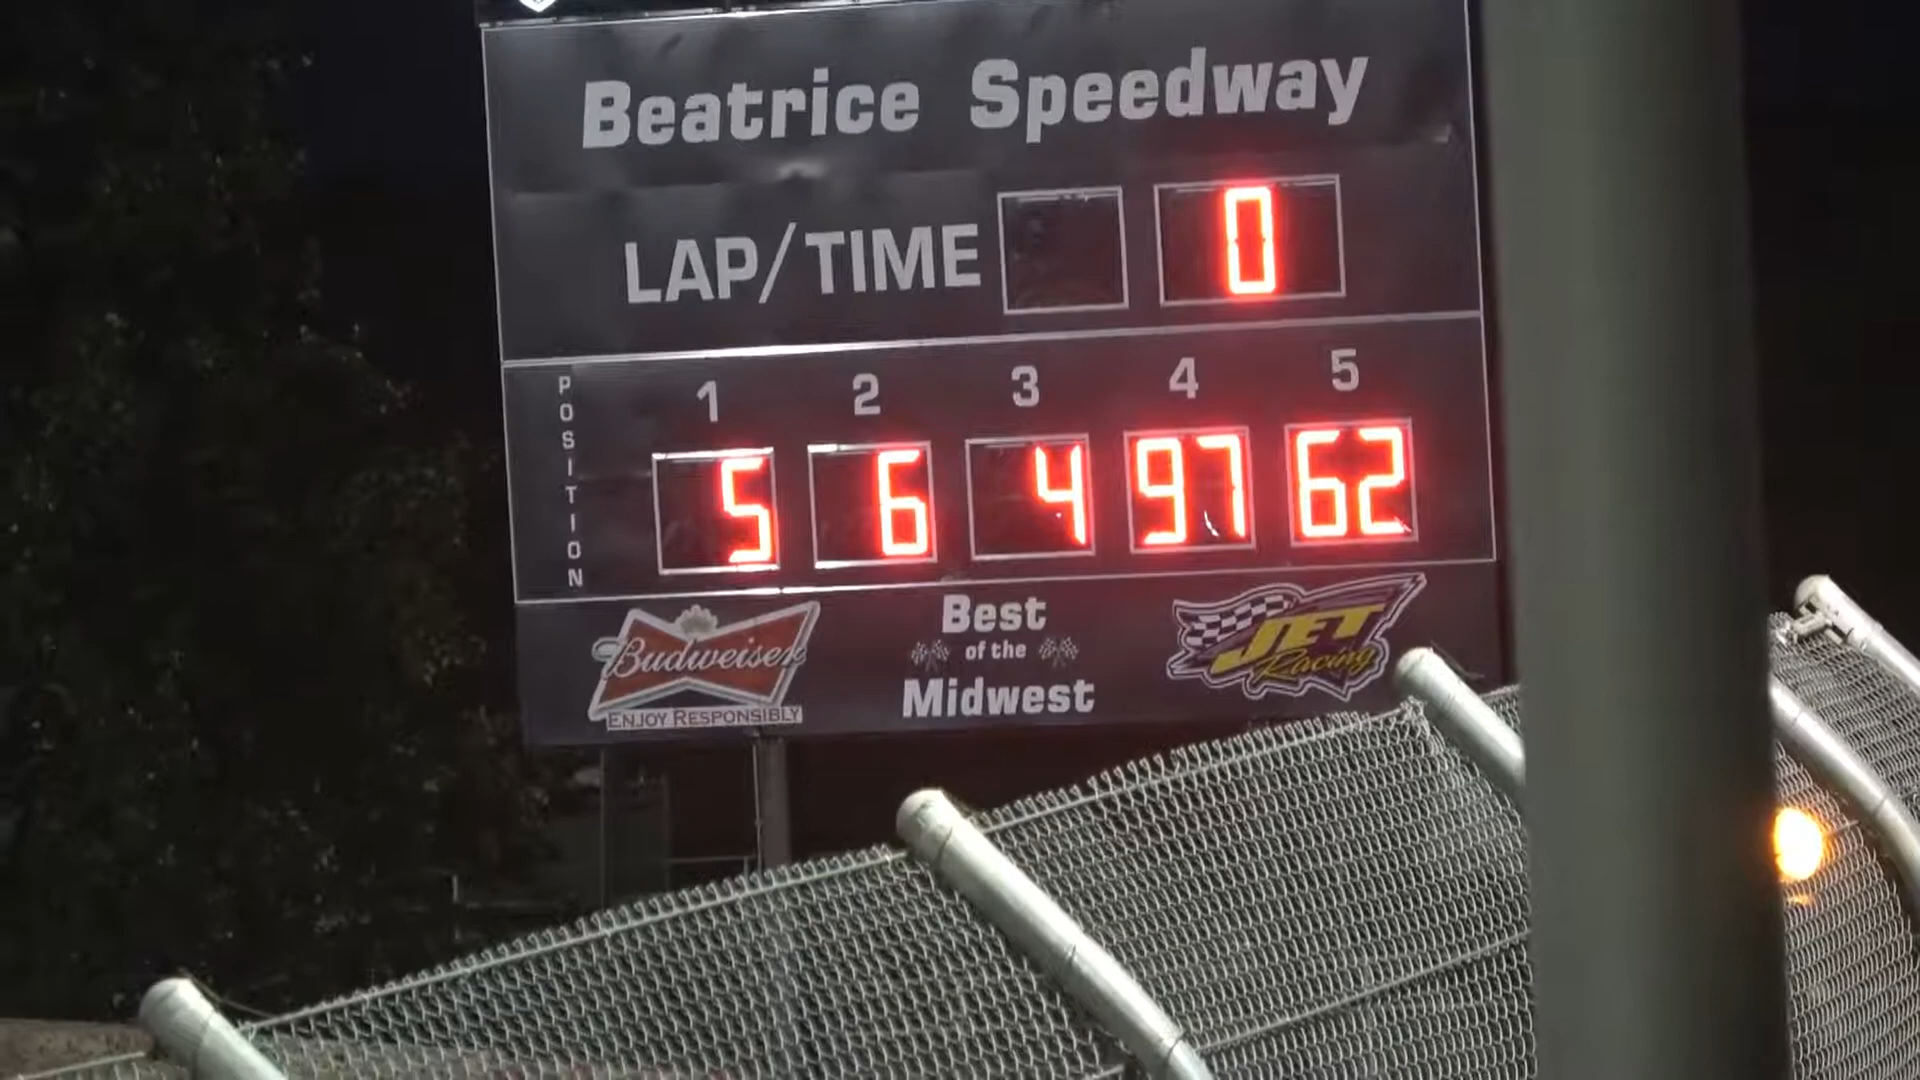 Beatrice Speedway
LAP/TIME 0
POSITION
1 2 3 4 5
5 6 4 97 62
Budweiser
ENJOY RESPONSIBLY
Best
of the
Midwest
JET
Racing